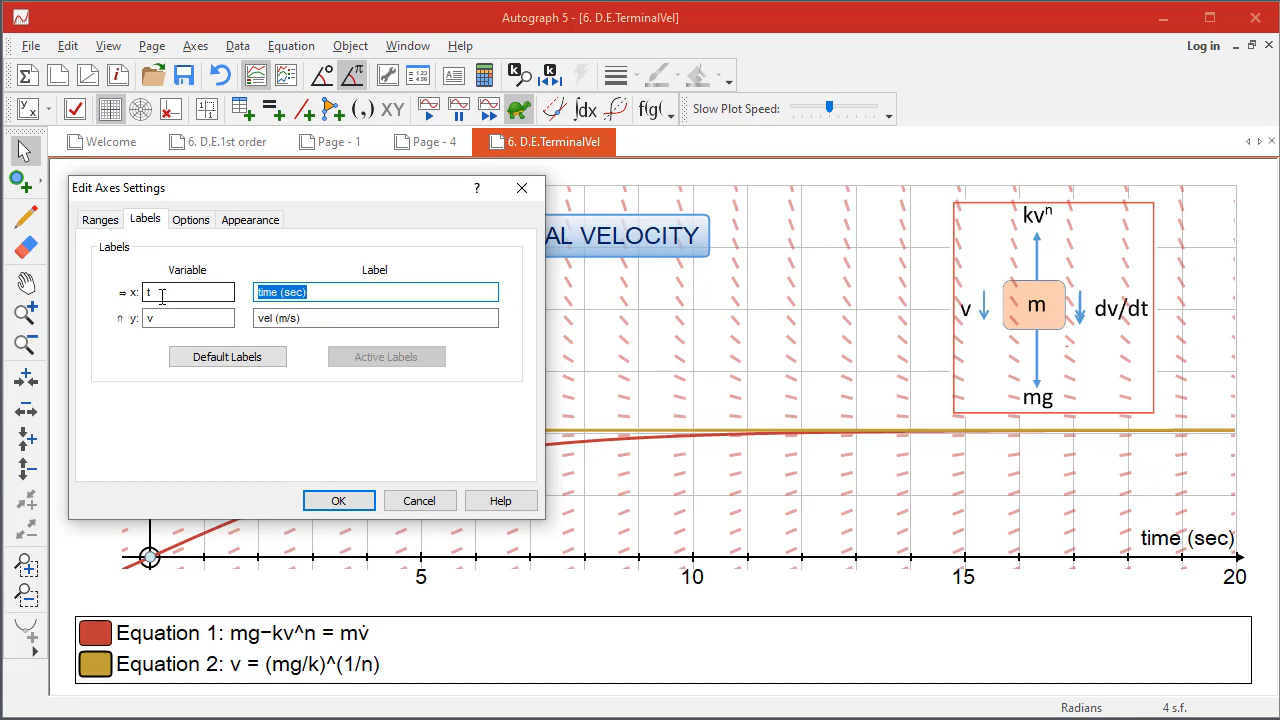 Autograph 5 - [6. D.E.TerminalVel]
File Edit View Page Axes Data Equation Object Window Help
Log in
Slow Plot Speed:
Welcome
6. D.E.1st order
Page - 1
Page - 4
6. D.E.TerminalVel
Edit Axes Settings
?
Ranges Labels Options Appearance
Labels
Variable Label
⇒ x: t time (sec)
⇑ y: v vel (m/s)
Default Labels Active Labels
OK Cancel Help
AL VELOCITY
kvⁿ
v m dv/dt
mg
time (sec)
5 10 15 20
Equation 1: mg−kv^n = mv̇
Equation 2: v = (mg/k)^(1/n)
Radians 4 s.f.